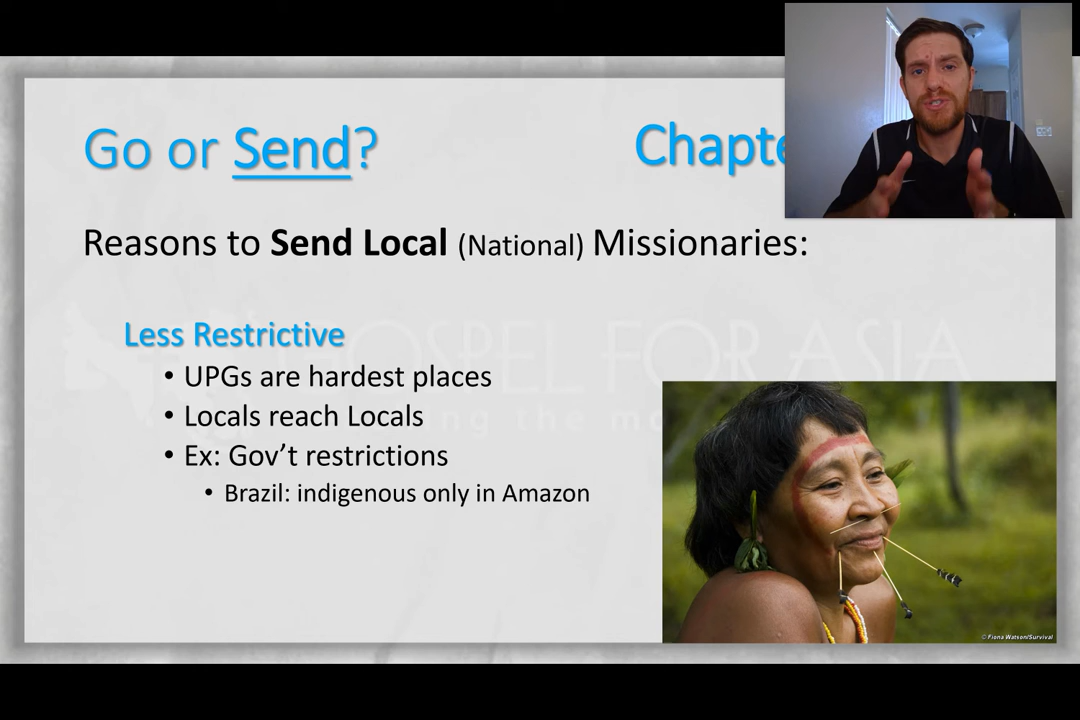 Go or Send?
Reasons to Send Local (National) Missionaries:
GOSPEL FOR ASIA
Less Restrictive
• UPGs are hardest places
• Locals reach Locals
• Ex: Gov't restrictions
• Brazil: indigenous only in Amazon
© Fiona Watson/Survival